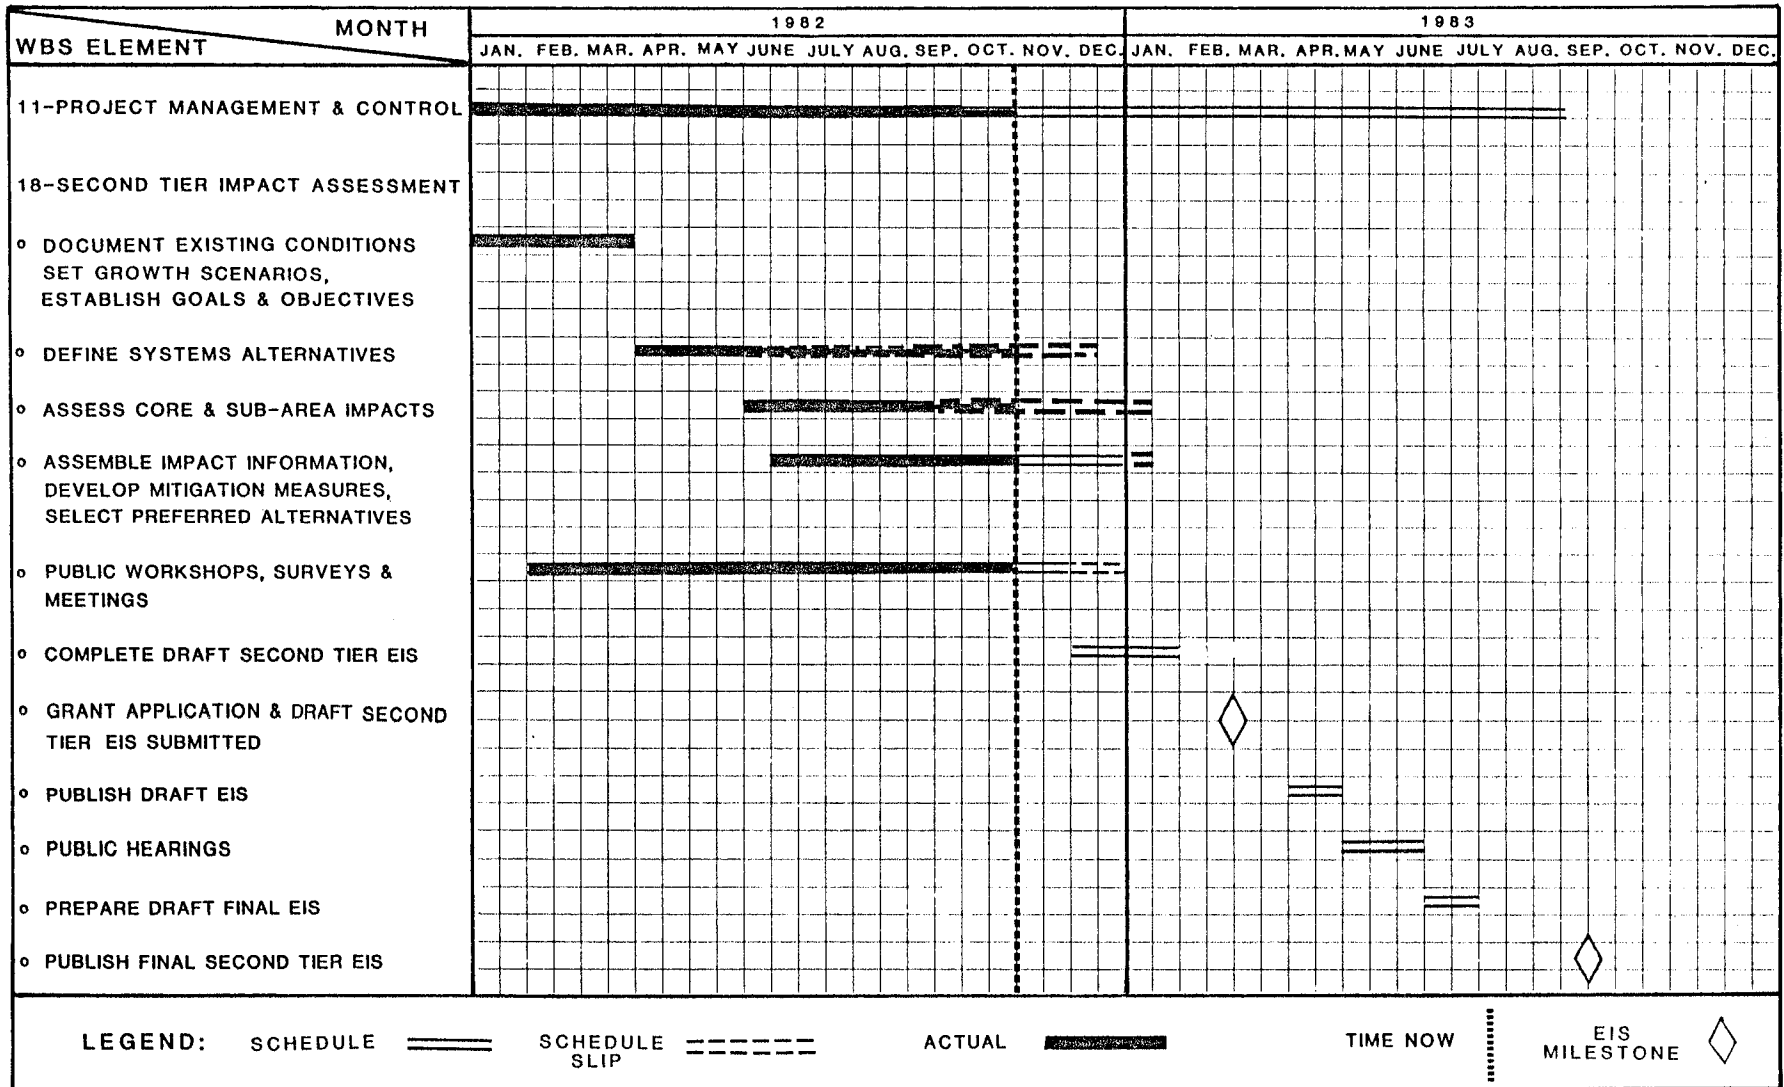 MONTH
WBS ELEMENT
1982
1983
JAN. FEB. MAR. APR. MAY JUNE JULY AUG. SEP. OCT. NOV. DEC. JAN. FEB. MAR. APR. MAY JUNE JULY AUG. SEP. OCT. NOV. DEC.
11-PROJECT MANAGEMENT & CONTROL
18-SECOND TIER IMPACT ASSESSMENT
o DOCUMENT EXISTING CONDITIONS
SET GROWTH SCENARIOS,
ESTABLISH GOALS & OBJECTIVES
o DEFINE SYSTEMS ALTERNATIVES
o ASSESS CORE & SUB-AREA IMPACTS
o ASSEMBLE IMPACT INFORMATION,
DEVELOP MITIGATION MEASURES,
SELECT PREFERRED ALTERNATIVES
o PUBLIC WORKSHOPS, SURVEYS &
MEETINGS
o COMPLETE DRAFT SECOND TIER EIS
o GRANT APPLICATION & DRAFT SECOND
TIER EIS SUBMITTED
o PUBLISH DRAFT EIS
o PUBLIC HEARINGS
o PREPARE DRAFT FINAL EIS
o PUBLISH FINAL SECOND TIER EIS
LEGEND: SCHEDULE
SCHEDULE
SLIP
ACTUAL
TIME NOW
EIS
MILESTONE